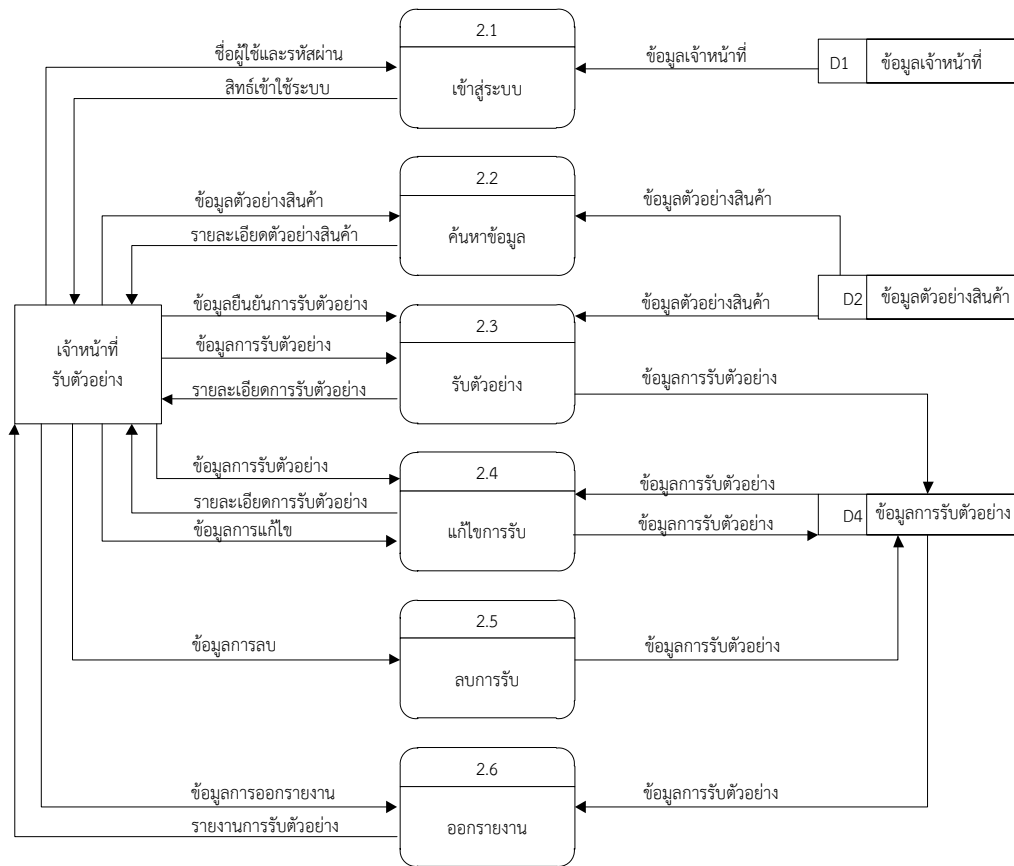 2.1
ชื่อผู้ใช้และรหัสผ่าน
ข้อมูลเจ้าหน้าที่
D1
ข้อมูลเจ้าหน้าที่
สิทธ์เข้าใช้ระบบ
เข้าสู่ระบบ
2.2
ข้อมูลตัวอย่างสินค้า
ข้อมูลตัวอย่างสินค้า
รายละเอียดตัวอย่างสินค้า
ค้นหาข้อมูล
D2
ข้อมูลตัวอย่างสินค้า
ข้อมูลยืนยันการรับตัวอย่าง
ข้อมูลตัวอย่างสินค้า
2.3
เจ้าหน้าที่
รับตัวอย่าง
ข้อมูลการรับตัวอย่าง
รายละเอียดการรับตัวอย่าง
รับตัวอย่าง
ข้อมูลการรับตัวอย่าง
2.4
ข้อมูลการรับตัวอย่าง
ข้อมูลการรับตัวอย่าง
รายละเอียดการรับตัวอย่าง
D4
ข้อมูลการรับตัวอย่าง
ข้อมูลการแก้ไข
แก้ไขการรับ
ข้อมูลการรับตัวอย่าง
2.5
ข้อมูลการลบ
ข้อมูลการรับตัวอย่าง
ลบการรับ
2.6
ข้อมูลการออกรายงาน
ข้อมูลการรับตัวอย่าง
รายงานการรับตัวอย่าง
ออกรายงาน